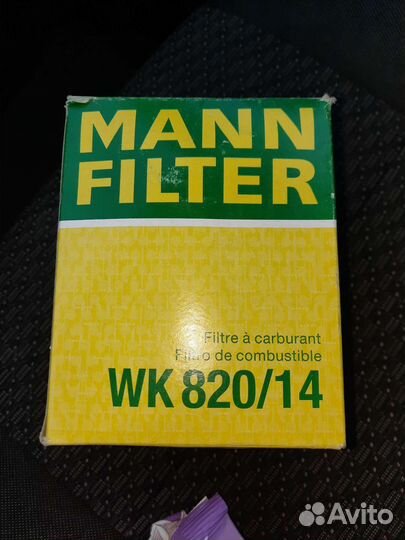 MANN
FILTER
Filtre à carburant
Filtro de combustible
WK 820/14
Avito